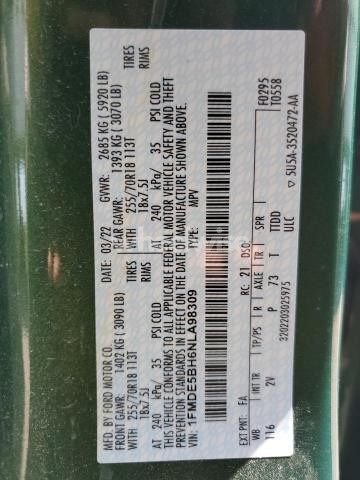 MFD. BY FORD MOTOR CO.
DATE: 03/22 GVWR: 2685 KG ( 5920 LB)
FRONT GAWR: 1402 KG ( 3090 LB) REAR GAWR: 1393 KG ( 3070 LB)
WITH 255/70R18 113T TIRES WITH 255/70R18 113T TIRES
18x7.5J RIMS 18x7.5J RIMS
AT 240 kPa/ 35 PSI COLD AT 240 kPa/ 35 PSI COLD
THIS VEHICLE CONFORMS TO ALL APPLICABLE FEDERAL MOTOR VEHICLE SAFETY AND THEFT
PREVENTION STANDARDS IN EFFECT ON THE DATE OF MANUFACTURE SHOWN ABOVE.
VIN: 1FMDE5BH6NLA98309
TYPE: MPV
F0295
T0558
3202203025975
EXT PNT: FA RC: 21 DSO:
WB INT TR TP/PS R AXLE TR SPR
116 2V P 73 T TTDD
ULC
5U5A-3520472-AA